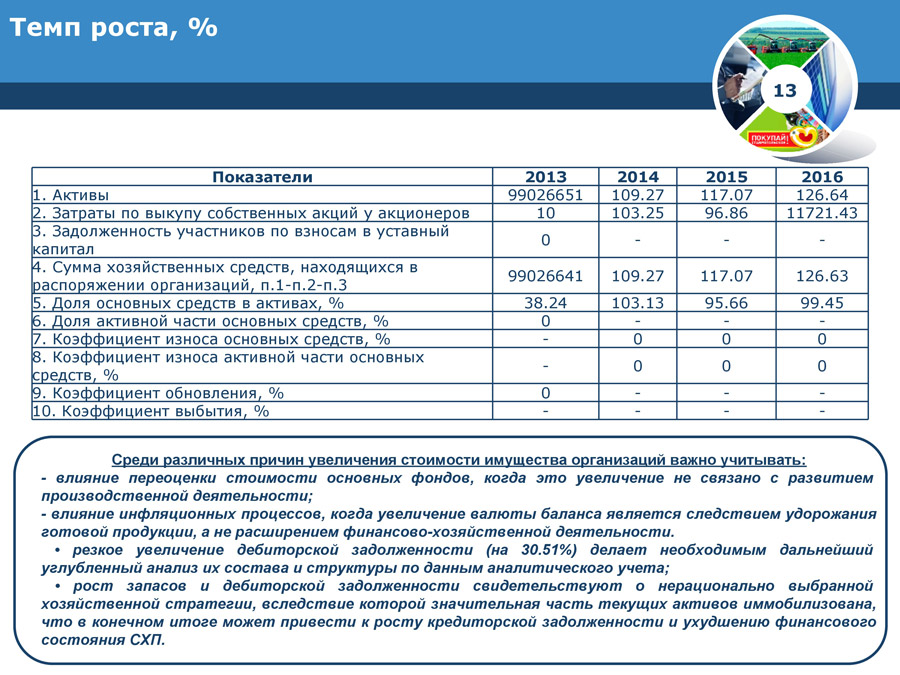 Темп роста, %
13
ПОКУПАЙ
Показатели 2013 2014 2015 2016
1. Активы 99026651 109.27 117.07 126.64
2. Затраты по выкупу собственных акций у акционеров 10 103.25 96.86 11721.43
3. Задолженность участников по взносам в уставный
капитал 0 - - -
4. Сумма хозяйственных средств, находящихся в
распоряжении организаций, п.1-п.2-п.3 99026641 109.27 117.07 126.63
5. Доля основных средств в активах, % 38.24 103.13 95.66 99.45
6. Доля активной части основных средств, % 0 - - -
7. Коэффициент износа основных средств, % - 0 0 0
8. Коэффициент износа активной части основных
средств, % - 0 0 0
9. Коэффициент обновления, % 0 - - -
10. Коэффициент выбытия, % - - - -
Среди различных причин увеличения стоимости имущества организаций важно учитывать:
- влияние переоценки стоимости основных фондов, когда это увеличение не связано с развитием
производственной деятельности;
- влияние инфляционных процессов, когда увеличение валюты баланса является следствием удорожания
готовой продукции, а не расширением финансово-хозяйственной деятельности.
• резкое увеличение дебиторской задолженности (на 30.51%) делает необходимым дальнейший
углубленный анализ их состава и структуры по данным аналитического учета;
• рост запасов и дебиторской задолженности свидетельствуют о нерационально выбранной
хозяйственной стратегии, вследствие которой значительная часть текущих активов иммобилизована,
что в конечном итоге может привести к росту кредиторской задолженности и ухудшению финансового
состояния СХП.